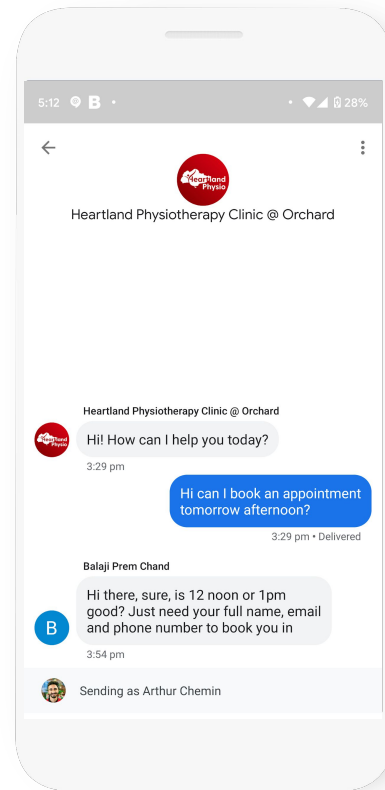 5:12 B • • 28%
Heartland
Physio
Heartland Physiotherapy Clinic @ Orchard
Heartland Physiotherapy Clinic @ Orchard
Heartland
Physio
Hi! How can I help you today?
3:29 pm
Hi can I book an appointment
tomorrow afternoon?
3:29 pm • Delivered
Balaji Prem Chand
Hi there, sure, is 12 noon or 1pm
good? Just need your full name, email
B
and phone number to book you in
3:54 pm
Sending as Arthur Chemin